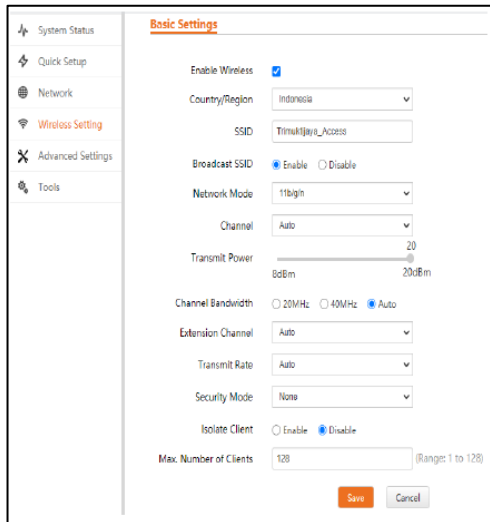 System Status
Quick Setup
Network
Wireless Setting
Advanced Settings
Tools
Basic Settings
Enable Wireless
Country/Region Indonesia
SSID Trimuktijaya_Access
Broadcast SSID Enable Disable
Network Mode 11b/g/n
Channel Auto
20
Transmit Power
8dBm 20dBm
Channel Bandwidth 20MHz 40MHz Auto
Extension Channel Auto
Transmit Rate Auto
Security Mode None
Isolate Client Enable Disable
Max. Number of Clients 128 (Range: 1 to 128)
Save Cancel